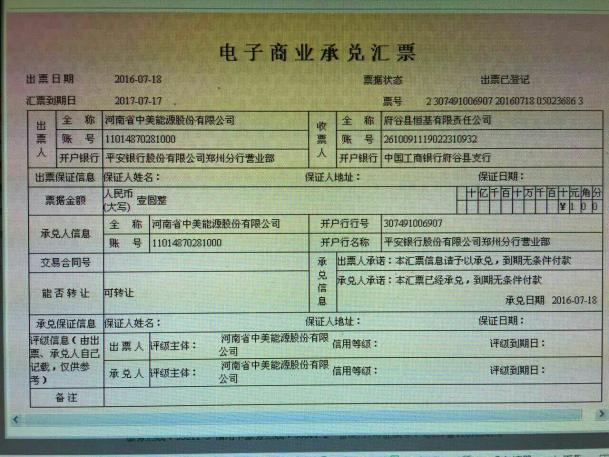 电子商业承兑汇票
出票日期 2016-07-18 票据状态 出票已登记
汇票到期日 2017-07-17 票号 2 307491006907 20160718 05023686 3
出票人 全称 河南省中美能源股份有限公司 收票人 全称 府谷县恒基有限责任公司
账号 11014870281000 账号 2610091119022310932
开户银行 平安银行股份有限公司郑州分行营业部 开户银行 中国工商银行府谷县支行
出票保证信息 保证人姓名: 保证人地址: 保证日期:
票据金额 人民币(大写) 壹圆整 十亿千百十万千百十元角分
¥100
承兑人信息 全称 河南省中美能源股份有限公司 开户行行号 307491006907
账号 11014870281000 开户行名称 平安银行股份有限公司郑州分行营业部
交易合同号 承兑信息 出票人承诺:本汇票信息请予以承兑,到期无条件付款
能否转让 可转让 承兑人承诺:本汇票已经承兑,到期无条件付款
承兑日期 2016-07-18
承兑保证信息 保证人姓名: 保证人地址: 保证日期:
评级信息(由出票、承兑人自己记载,仅供参考) 出票人 评级主体: 河南省中美能源股份有限公司 信用等级: 评级到期日:
承兑人 评级主体: 河南省中美能源股份有限公司 信用等级: 评级到期日:
备注